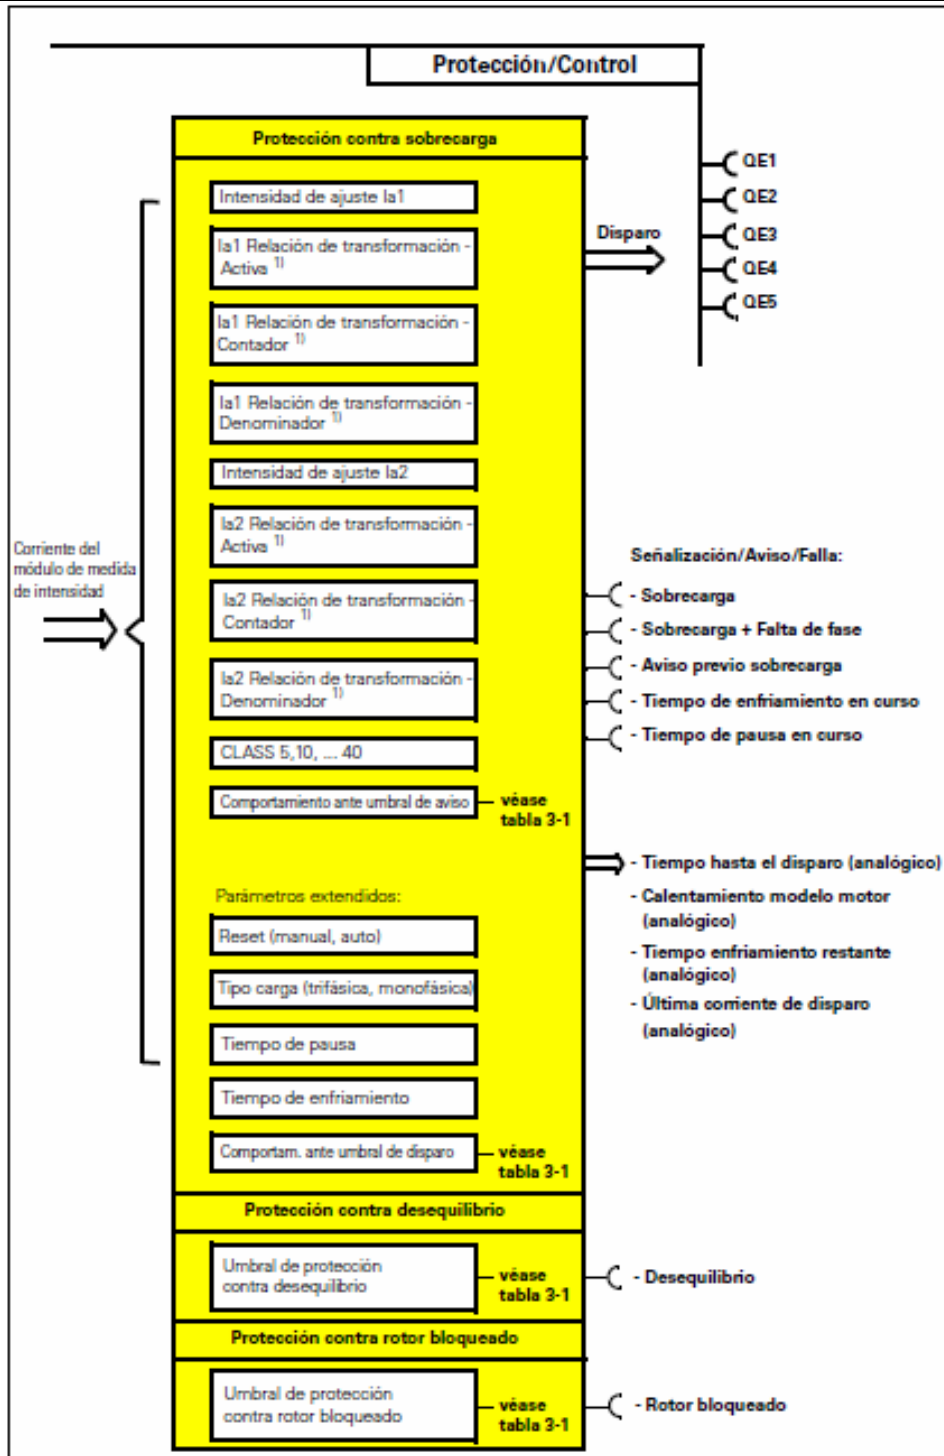 Protección/Control
Protección contra sobrecarga
QE1
QE2
QE3
QE4
QE5
Disparo
Intensidad de ajuste Ia1
Ia1 Relación de transformación -
Activa 1)
Ia1 Relación de transformación -
Contador 1)
Ia1 Relación de transformación -
Denominador 1)
Intensidad de ajuste Ia2
Ia2 Relación de transformación -
Activa 1)
Ia2 Relación de transformación -
Contador 1)
Ia2 Relación de transformación -
Denominador 1)
CLASS 5,10, .... 40
Comportamiento ante umbral de aviso
véase
tabla 3-1
Corriente del
módulo de medida
de intensidad
Señalización/Aviso/Falla:
- Sobrecarga
- Sobrecarga + Falta de fase
- Aviso previo sobrecarga
- Tiempo de enfriamiento en curso
- Tiempo de pausa en curso
- Tiempo hasta el disparo (analógico)
- Calentamiento modelo motor
(analógico)
- Tiempo enfriamiento restante
(analógico)
- Última corriente de disparo
(analógico)
Parámetros extendidos:
Reset (manual, auto)
Tipo carga (trifásica, monofásica)
Tiempo de pausa
Tiempo de enfriamiento
Comportam. ante umbral de disparo
véase
tabla 3-1
Protección contra desequilibrio
Umbral de protección
contra desequilibrio
véase
tabla 3-1
- Desequilibrio
Protección contra rotor bloqueado
Umbral de protección
contra rotor bloqueado
véase
tabla 3-1
- Rotor bloqueado